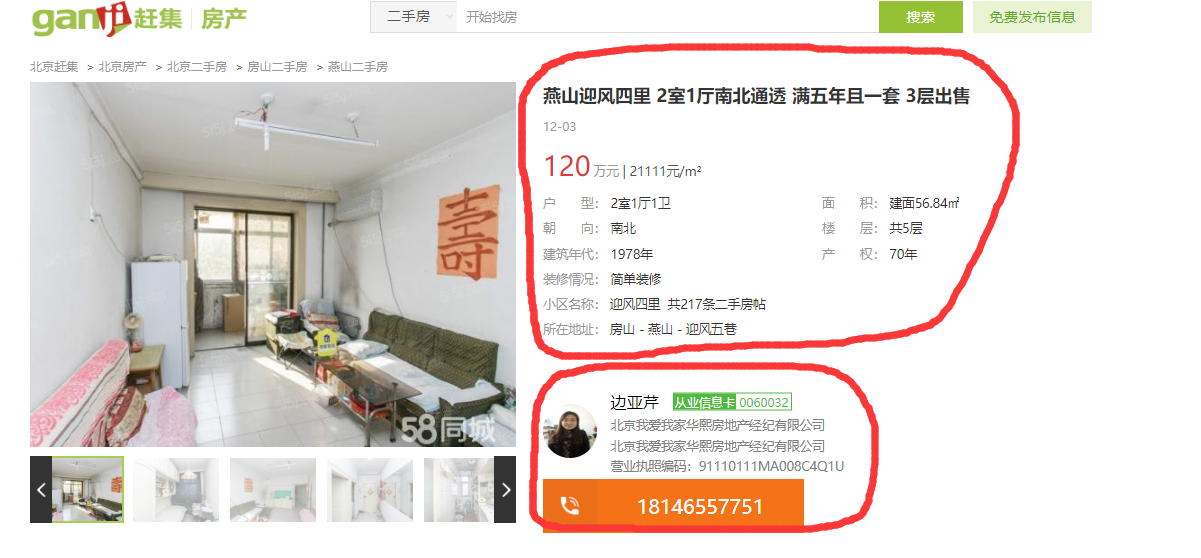 ganji 赶集 房产
二手房 开始找房 搜索 免费发布信息
北京赶集 > 北京房产 > 北京二手房 > 房山二手房 > 燕山二手房
燕山迎风四里 2室1厅南北通透 满五年且一套 3层出售
12-03
120 万元 | 21111元/m²
户 型： 2室1厅1卫 面 积： 建面56.84㎡
朝 向： 南北 楼 层： 共5层
建筑年代： 1978年 产 权： 70年
装修情况： 简单装修
小区名称： 迎风四里 共217条二手房帖
所在地址： 房山 - 燕山 - 迎风五巷
壽
58同城
边亚芹 从业信息卡 0060032
北京我爱我家华熙房地产经纪有限公司
北京我爱我家华熙房地产经纪有限公司
营业执照编码：91110111MA008C4Q1U
18146557751